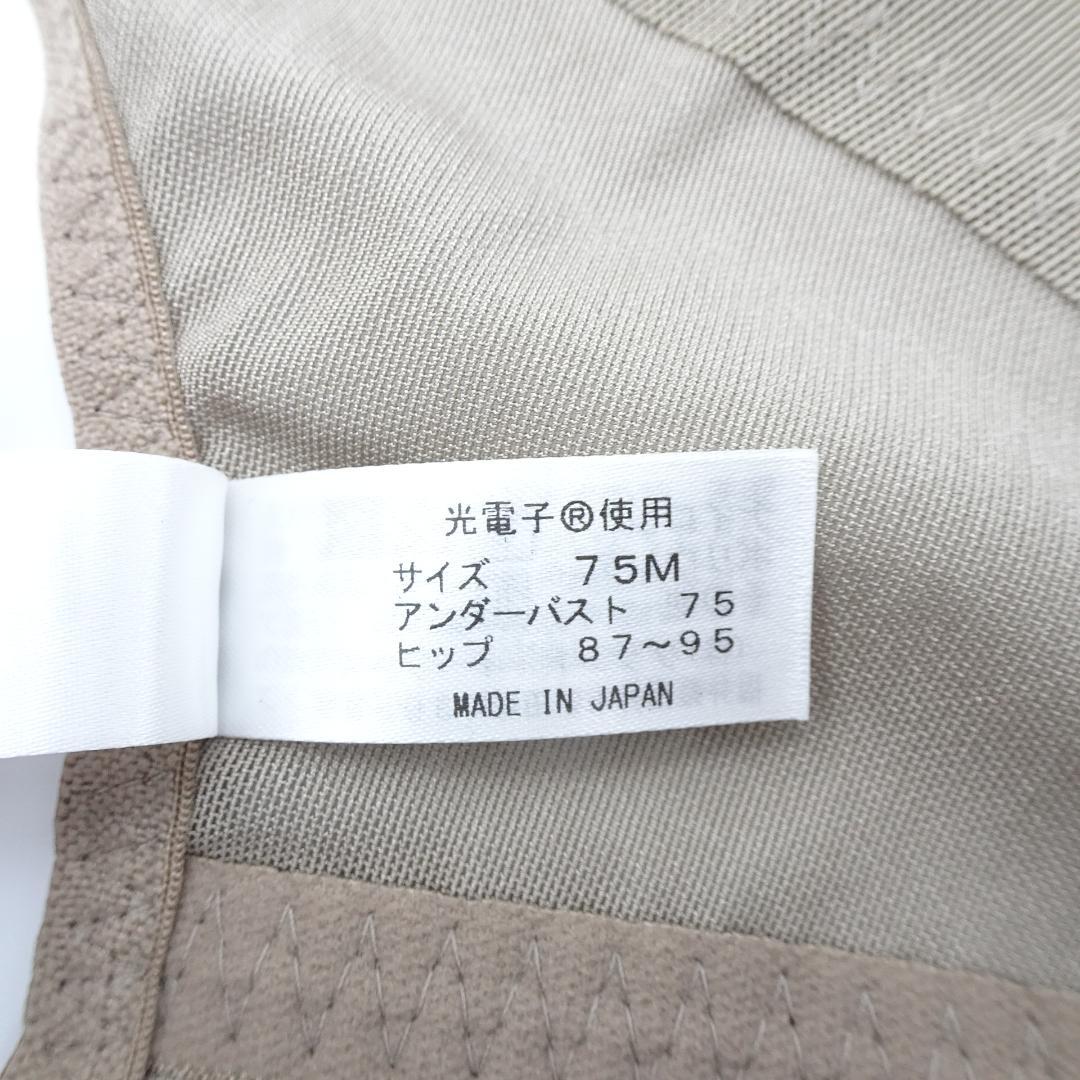 光電子®使用
サイズ　７５M
アンダーバスト　７５
ヒップ　８７～９５
MADE IN JAPAN